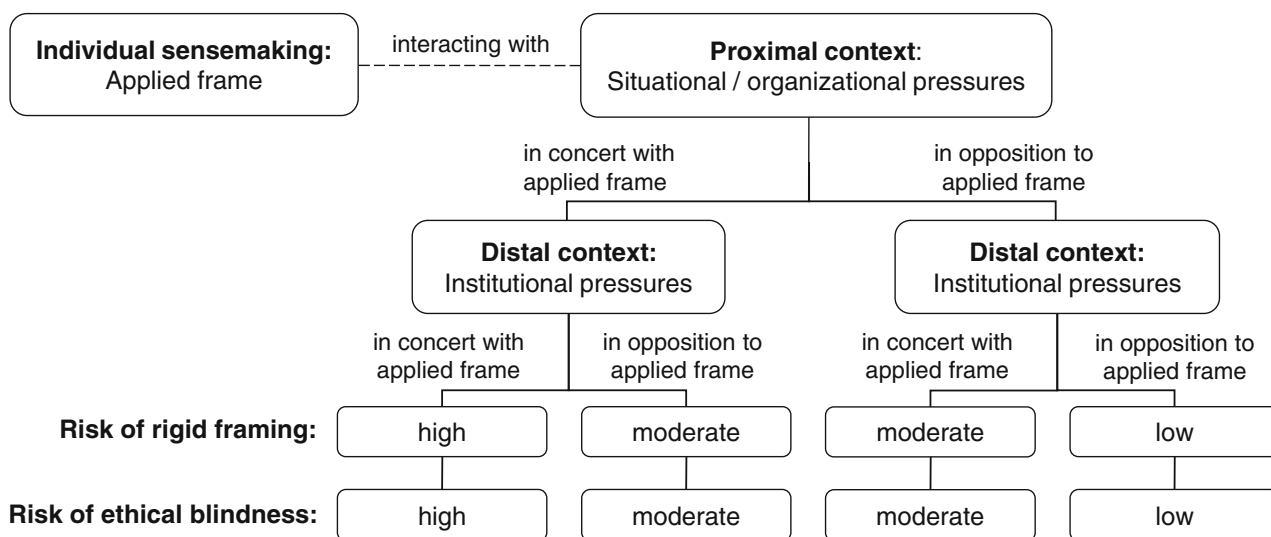 Individual sensemaking:
Applied frame
interacting with
Proximal context:
Situational / organizational pressures
in concert with
applied frame
in opposition to
applied frame
Distal context:
Institutional pressures
Distal context:
Institutional pressures
in concert with
applied frame
in opposition to
applied frame
in concert with
applied frame
in opposition to
applied frame
Risk of rigid framing: high moderate moderate low
Risk of ethical blindness: high moderate moderate low